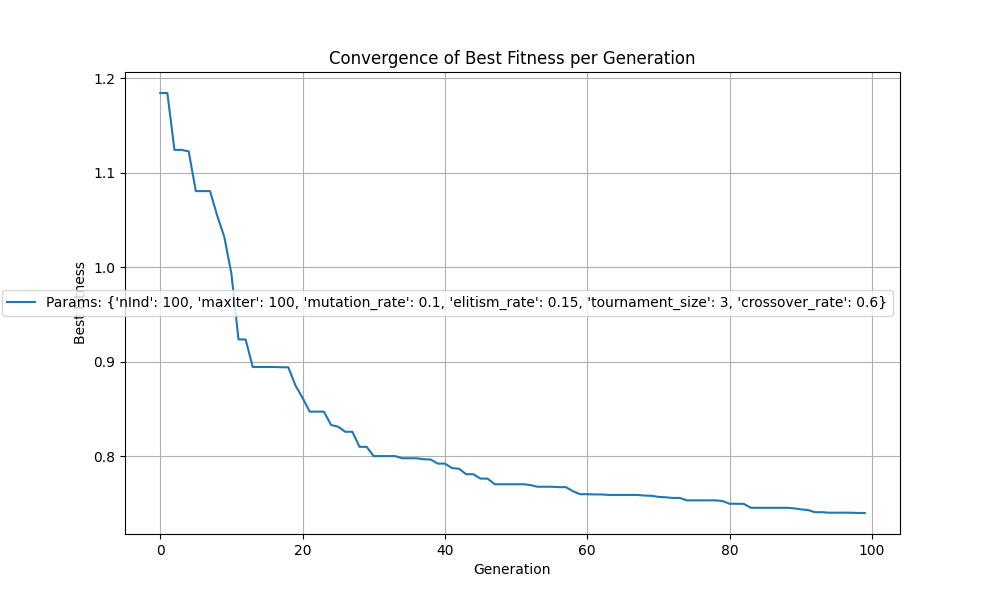 Convergence of Best Fitness per Generation
1.2
1.1
1.0
Best Fitness
Params: {'nInd': 100, 'maxIter': 100, 'mutation_rate': 0.1, 'elitism_rate': 0.15, 'tournament_size': 3, 'crossover_rate': 0.6}
0.9
0.8
0 20 40 60 80 100
Generation